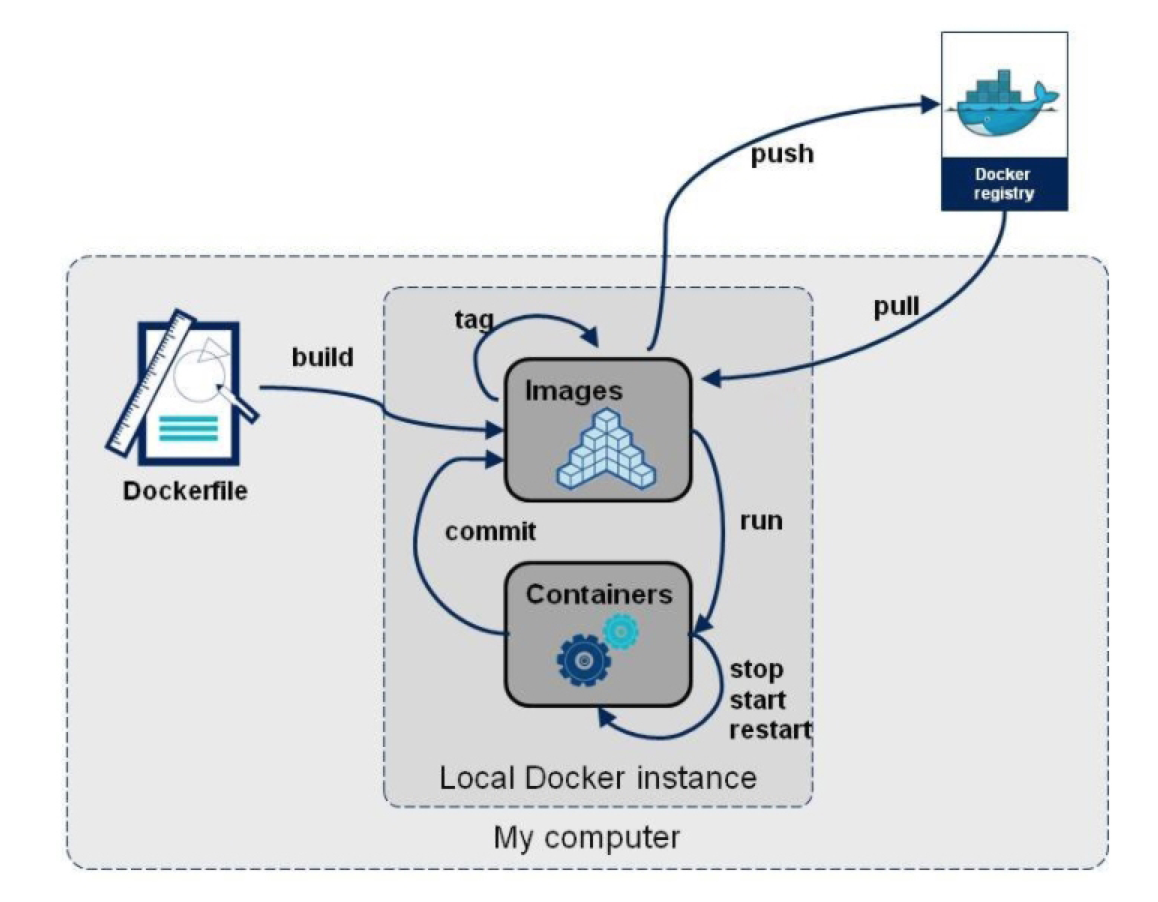 push
Docker
registry
pull
tag
build
Images
Dockerfile
commit
run
Containers
stop
start
restart
Local Docker instance
My computer